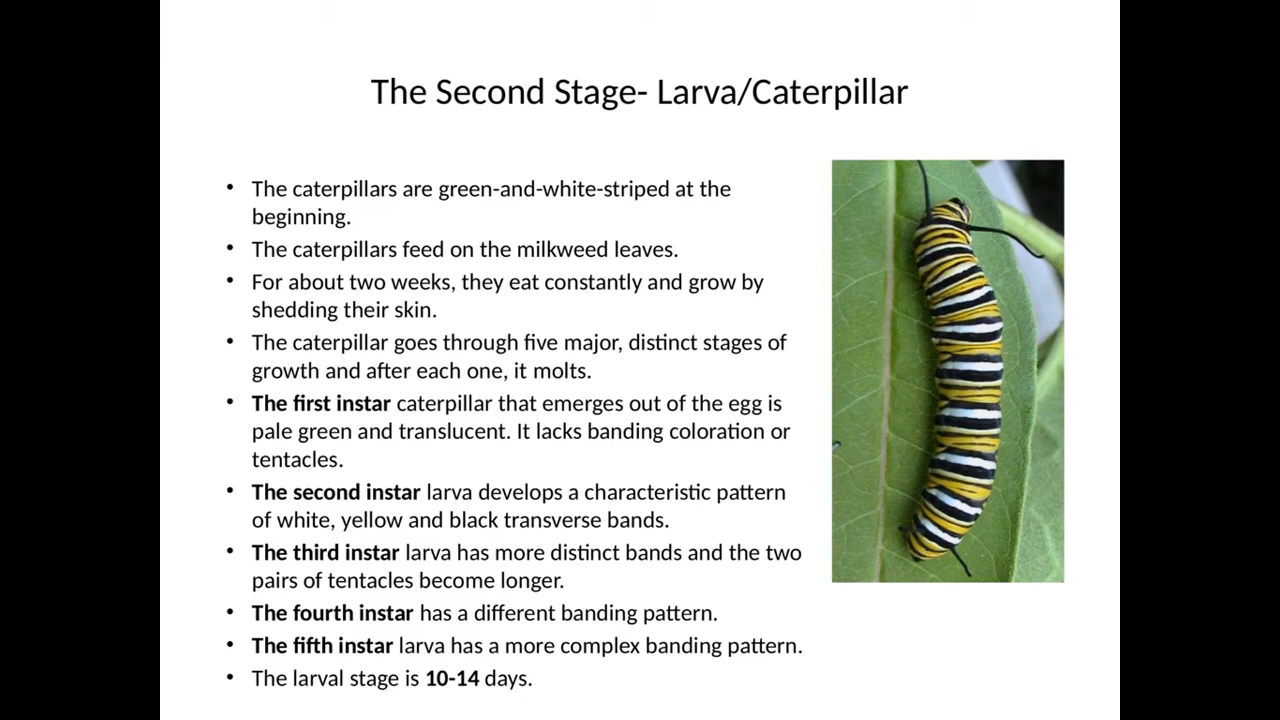 The Second Stage- Larva/Caterpillar
• The caterpillars are green-and-white-striped at the
beginning.
• The caterpillars feed on the milkweed leaves.
• For about two weeks, they eat constantly and grow by
shedding their skin.
• The caterpillar goes through five major, distinct stages of
growth and after each one, it molts.
• The first instar caterpillar that emerges out of the egg is
pale green and translucent. It lacks banding coloration or
tentacles.
• The second instar larva develops a characteristic pattern
of white, yellow and black transverse bands.
• The third instar larva has more distinct bands and the two
pairs of tentacles become longer.
• The fourth instar has a different banding pattern.
• The fifth instar larva has a more complex banding pattern.
• The larval stage is 10-14 days.